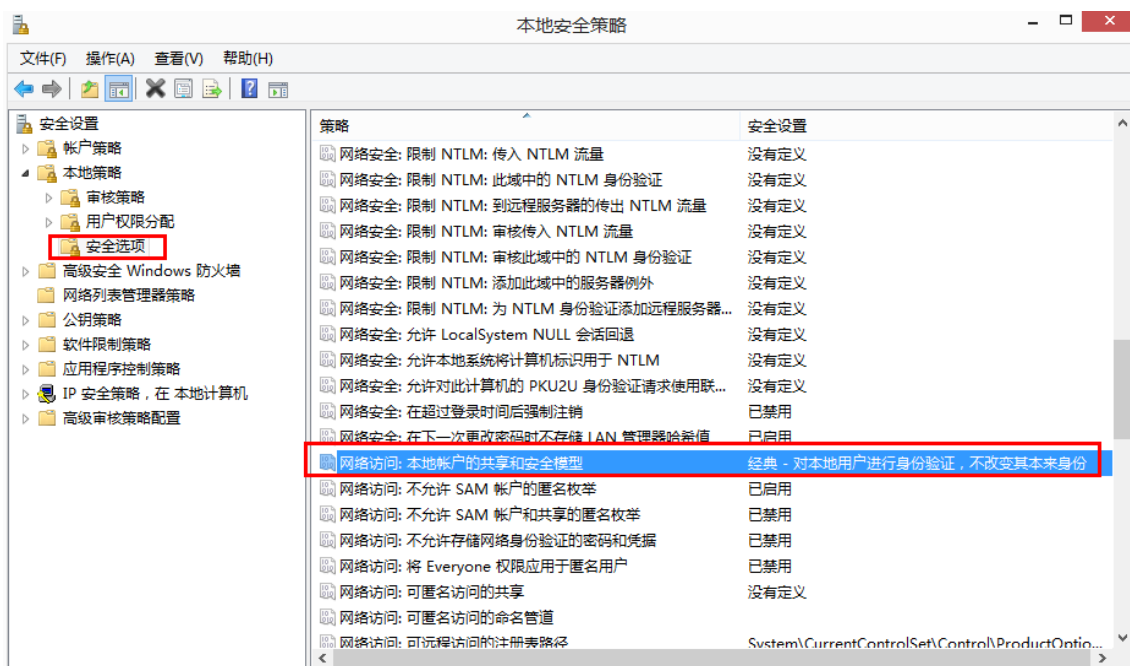 本地安全策略
文件(F) 操作(A) 查看(V) 帮助(H)
安全设置
帐户策略
本地策略
审核策略
用户权限分配
安全选项
高级安全 Windows 防火墙
网络列表管理器策略
公钥策略
软件限制策略
应用程序控制策略
IP 安全策略，在 本地计算机
高级审核策略配置
策略 安全设置
网络安全: 限制 NTLM: 传入 NTLM 流量 没有定义
网络安全: 限制 NTLM: 此域中的 NTLM 身份验证 没有定义
网络安全: 限制 NTLM: 到远程服务器的传出 NTLM 流量 没有定义
网络安全: 限制 NTLM: 审核传入 NTLM 流量 没有定义
网络安全: 限制 NTLM: 审核此域中的 NTLM 身份验证 没有定义
网络安全: 限制 NTLM: 添加此域中的服务器例外 没有定义
网络安全: 限制 NTLM: 为 NTLM 身份验证添加远程服务器... 没有定义
网络安全: 允许 LocalSystem NULL 会话回退 没有定义
网络安全: 允许本地系统将计算机标识用于 NTLM 没有定义
网络安全: 允许对此计算机的 PKU2U 身份验证请求使用联... 没有定义
网络安全: 在超过登录时间后强制注销 已禁用
网络安全: 在下一次更改密码时不存储 LAN 管理器哈希值 已启用
网络访问: 本地帐户的共享和安全模型 经典 - 对本地用户进行身份验证，不改变其本来身份
网络访问: 不允许 SAM 帐户的匿名枚举 已启用
网络访问: 不允许 SAM 帐户和共享的匿名枚举 已禁用
网络访问: 不允许存储网络身份验证的密码和凭据 已禁用
网络访问: 将 Everyone 权限应用于匿名用户 已禁用
网络访问: 可匿名访问的共享 没有定义
网络访问: 可匿名访问的命名管道
网络访问: 可远程访问的注册表路径 System\CurrentControlSet\Control\ProductOptio...